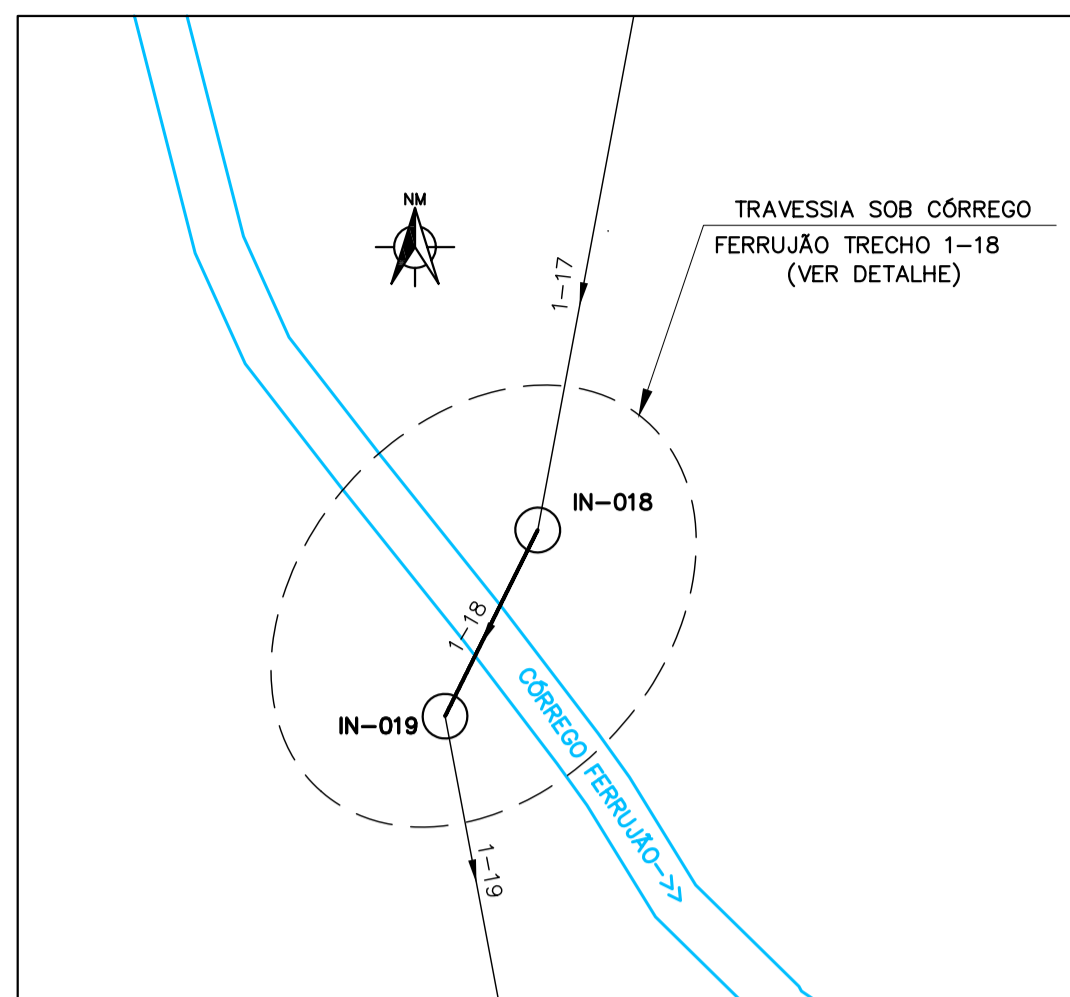 NM
TRAVESSIA SOB CÓRREGO
FERRUJÃO TRECHO 1-18
(VER DETALHE)
1-17
IN-018
1-18
IN-019
CÓRREGO FERRUJÃO->>
1-19